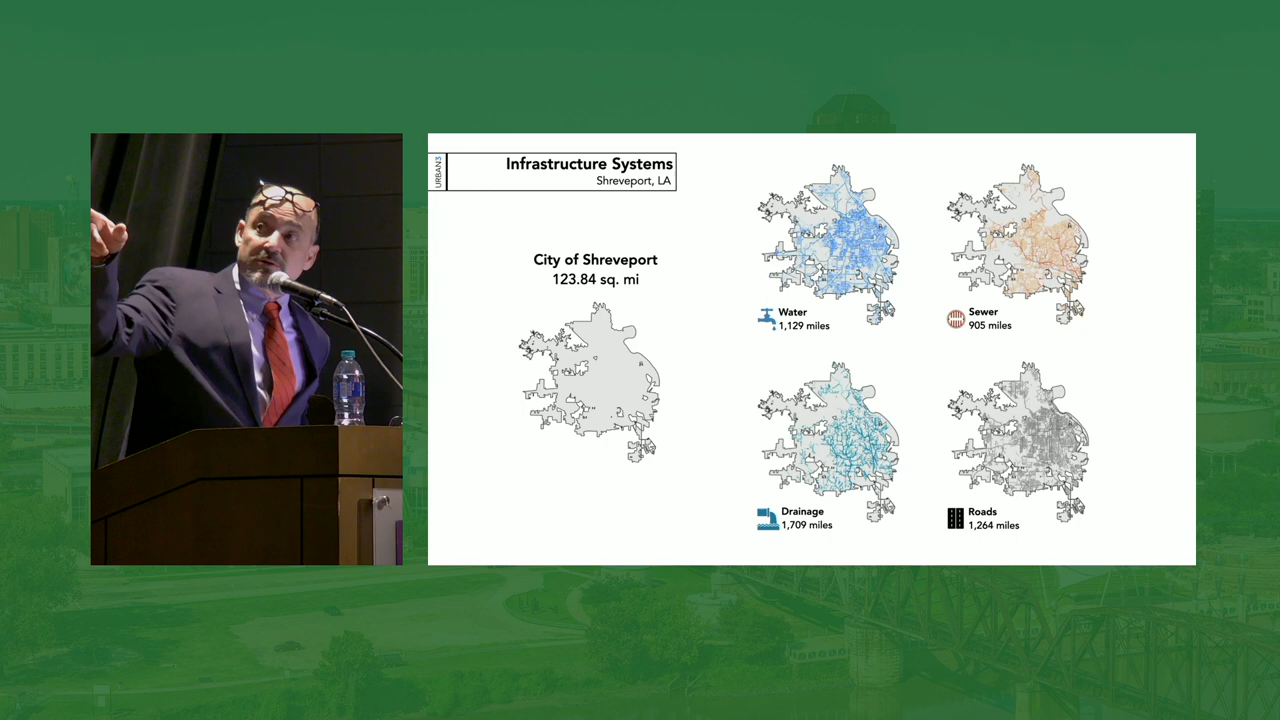 URBAN3
Infrastructure Systems
Shreveport, LA
City of Shreveport
123.84 sq. mi
Water
1,129 miles
Sewer
905 miles
Drainage
1,709 miles
Roads
1,264 miles